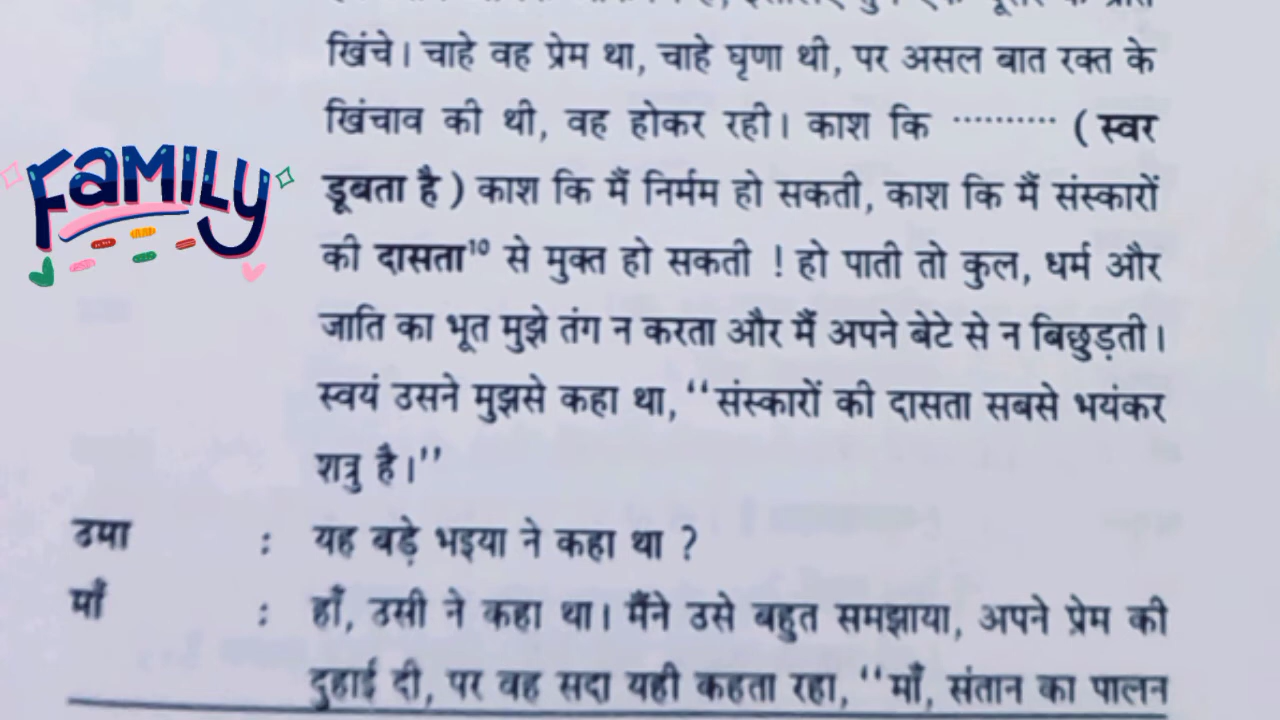 FAMILY
खिंचे। चाहे वह प्रेम था, चाहे घृणा थी, पर असल बात रक्त के
खिंचाव की थी, वह होकर रही। काश कि ·········· ( स्वर
डूबता है ) काश कि मैं निर्मम हो सकती, काश कि मैं संस्कारों
की दासता¹⁰ से मुक्त हो सकती ! हो पाती तो कुल, धर्म और
जाति का भूत मुझे तंग न करता और मैं अपने बेटे से न बिछुड़ती।
स्वयं उसने मुझसे कहा था, ‘‘संस्कारों की दासता सबसे भयंकर
शत्रु है।’’
उमा : यह बड़े भइया ने कहा था ?
माँ : हाँ, उसी ने कहा था। मैंने उसे बहुत समझाया, अपने प्रेम की
दुहाई दी, पर वह सदा यही कहता रहा, ‘‘माँ, संतान का पालन